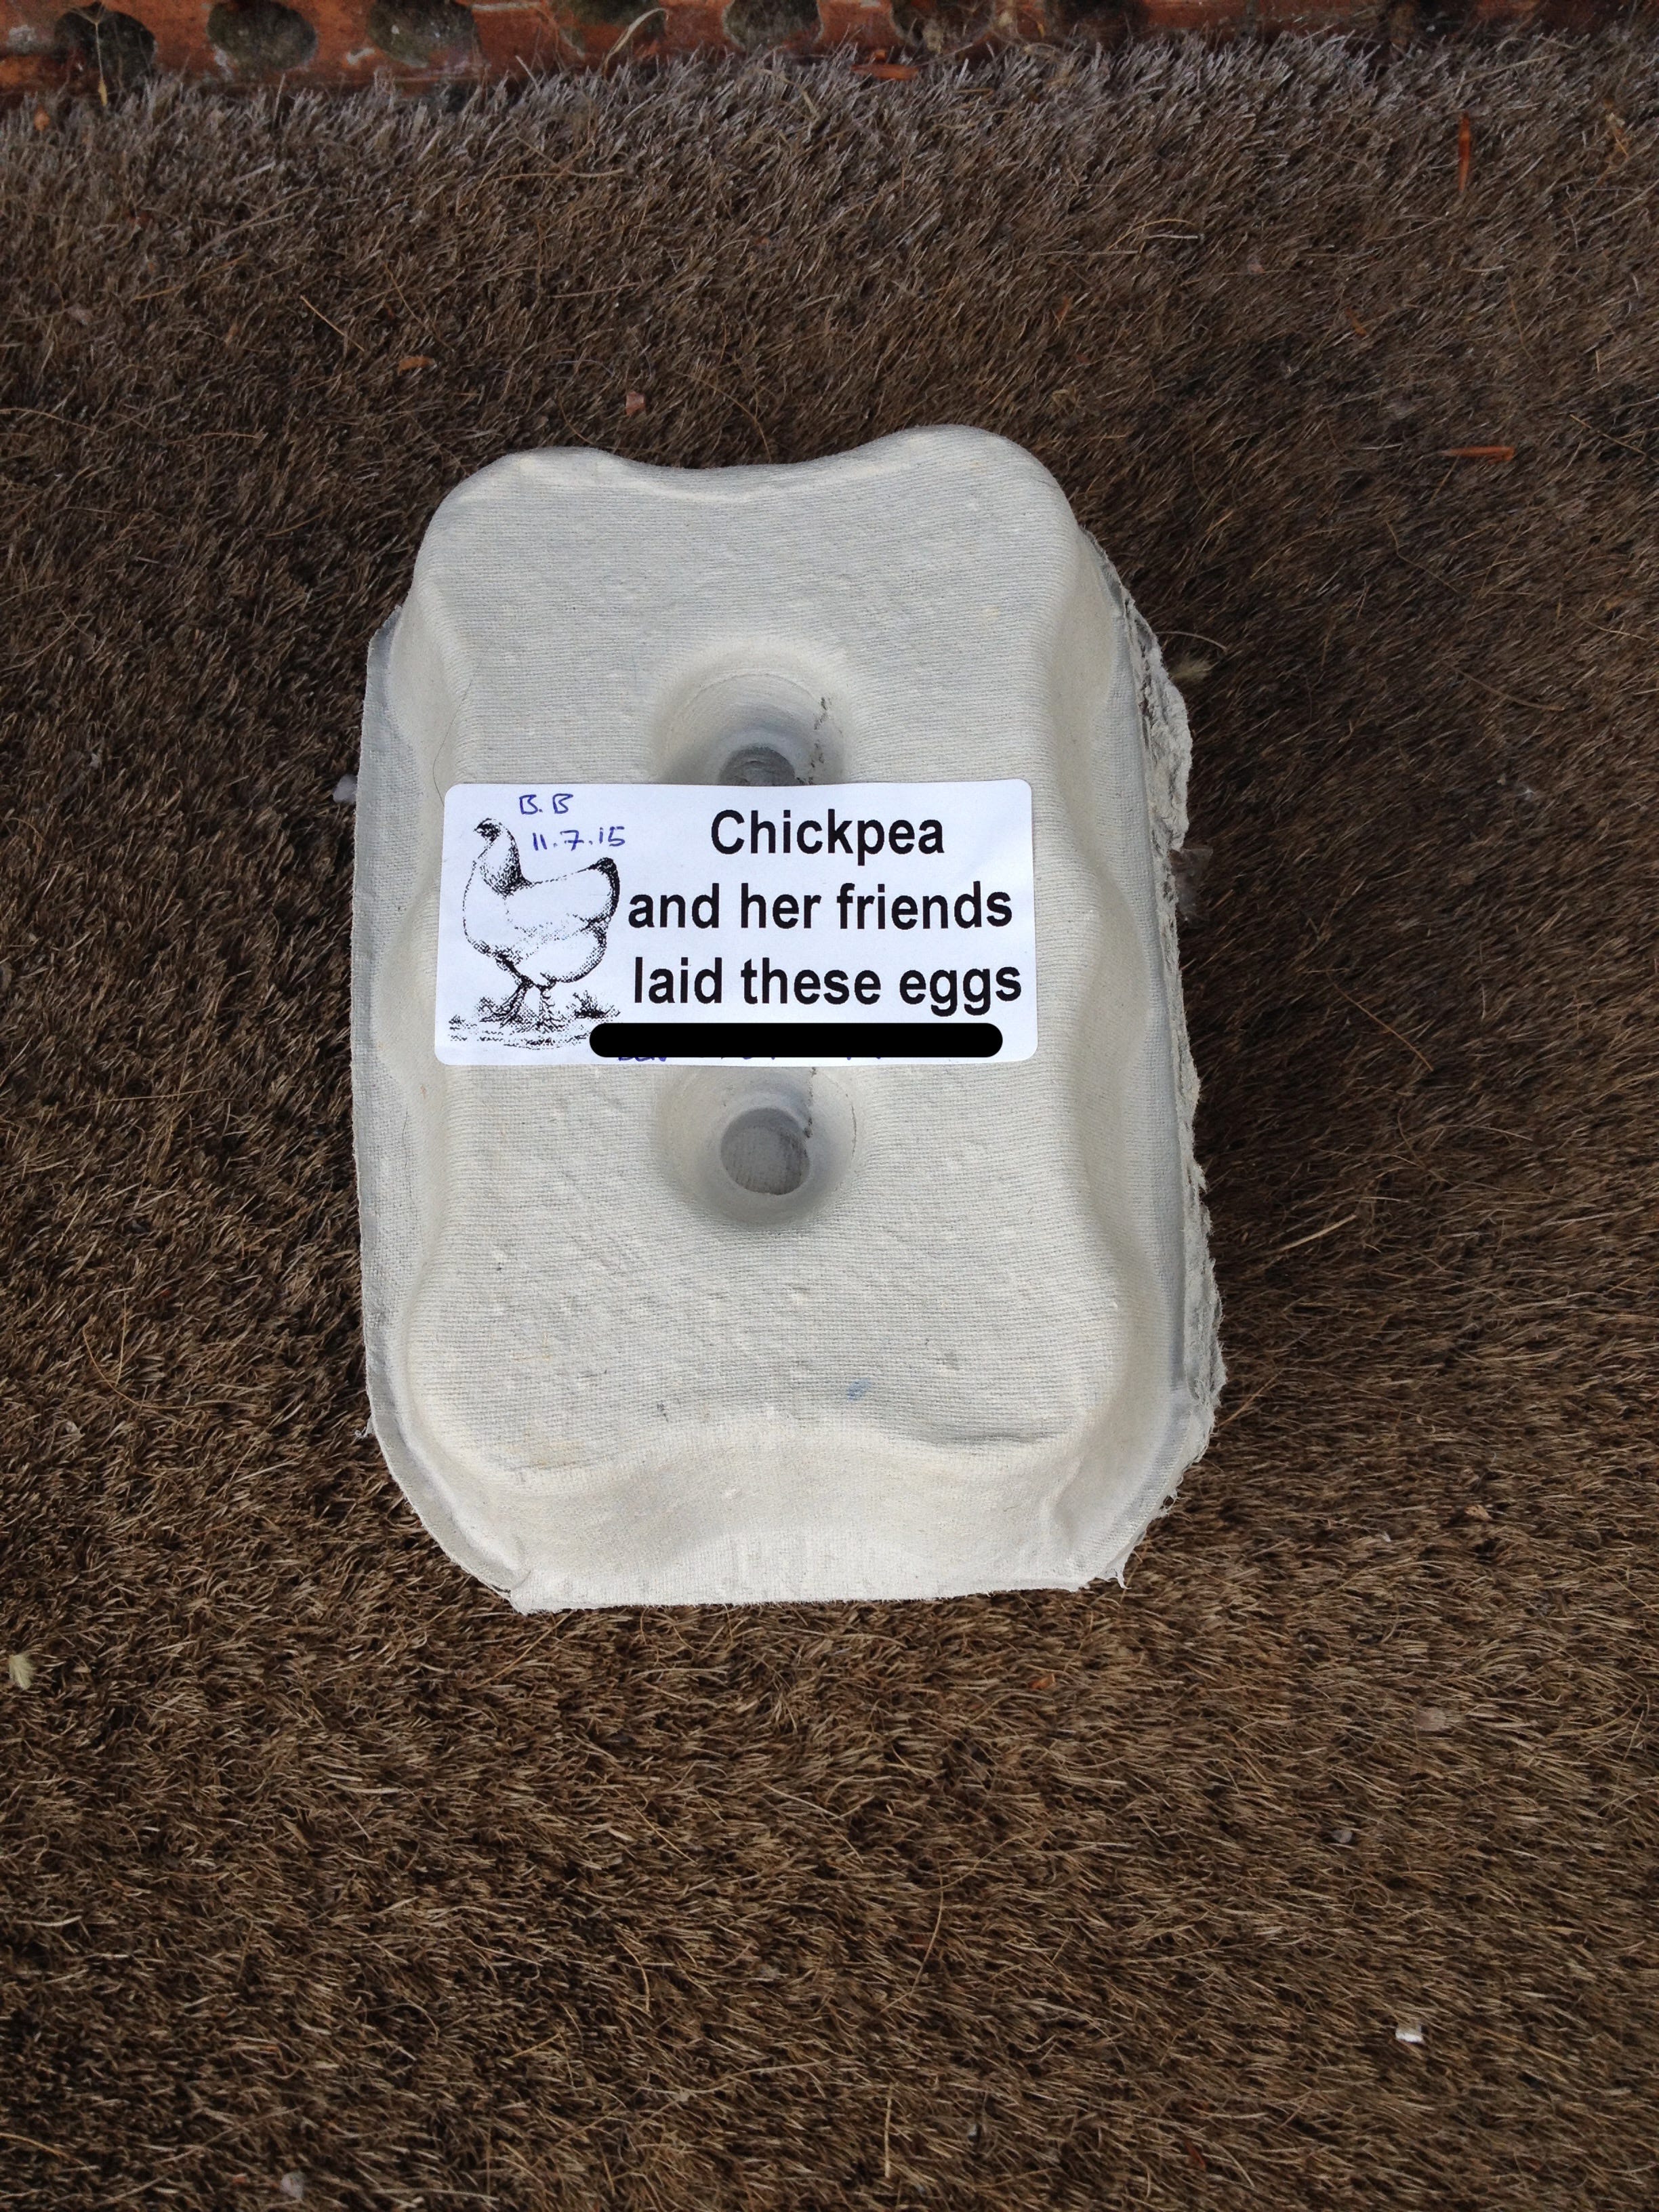 B.B
11.7.15
Chickpea
and her friends
laid these eggs